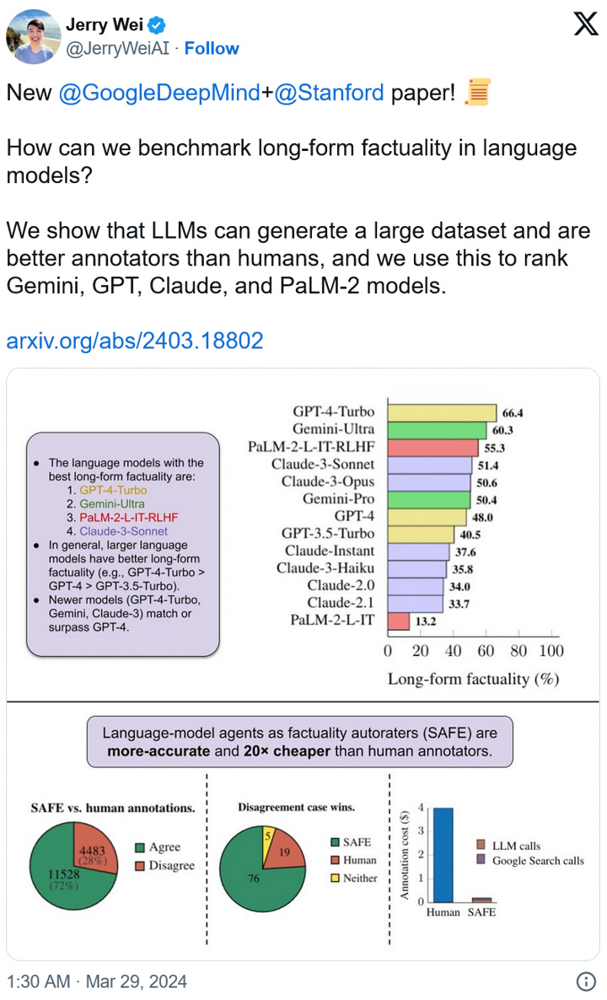 Jerry Wei
@JerryWeiAI · Follow
New @GoogleDeepMind+@Stanford paper! 📜
How can we benchmark long-form factuality in language
models?
We show that LLMs can generate a large dataset and are
better annotators than humans, and we use this to rank
Gemini, GPT, Claude, and PaLM-2 models.
arxiv.org/abs/2403.18802
• The language models with the
best long-form factuality are:
1. GPT-4-Turbo
2. Gemini-Ultra
3. PaLM-2-L-IT-RLHF
4. Claude-3-Sonnet
• In general, larger language
models have better long-form
factuality (e.g., GPT-4-Turbo >
GPT-4 > GPT-3.5-Turbo).
• Newer models (GPT-4-Turbo,
Gemini, Claude-3) match or
surpass GPT-4.
GPT-4-Turbo 66.4
Gemini-Ultra 60.3
PaLM-2-L-IT-RLHF 55.3
Claude-3-Sonnet 51.4
Claude-3-Opus 50.6
Gemini-Pro 50.4
GPT-4 48.0
GPT-3.5-Turbo 40.5
Claude-Instant 37.6
Claude-3-Haiku 35.8
Claude-2.0 34.0
Claude-2.1 33.7
PaLM-2-L-IT 13.2
0 20 40 60 80 100
Long-form factuality (%)
Language-model agents as factuality autoraters (SAFE) are
more-accurate and 20× cheaper than human annotators.
SAFE vs. human annotations.
4483
(28%)
11528
(72%)
Agree
Disagree
Disagreement case wins.
5
19
76
SAFE
Human
Neither
Annotation cost ($)
4
3
2
1
0
Human SAFE
LLM calls
Google Search calls
1:30 AM · Mar 29, 2024